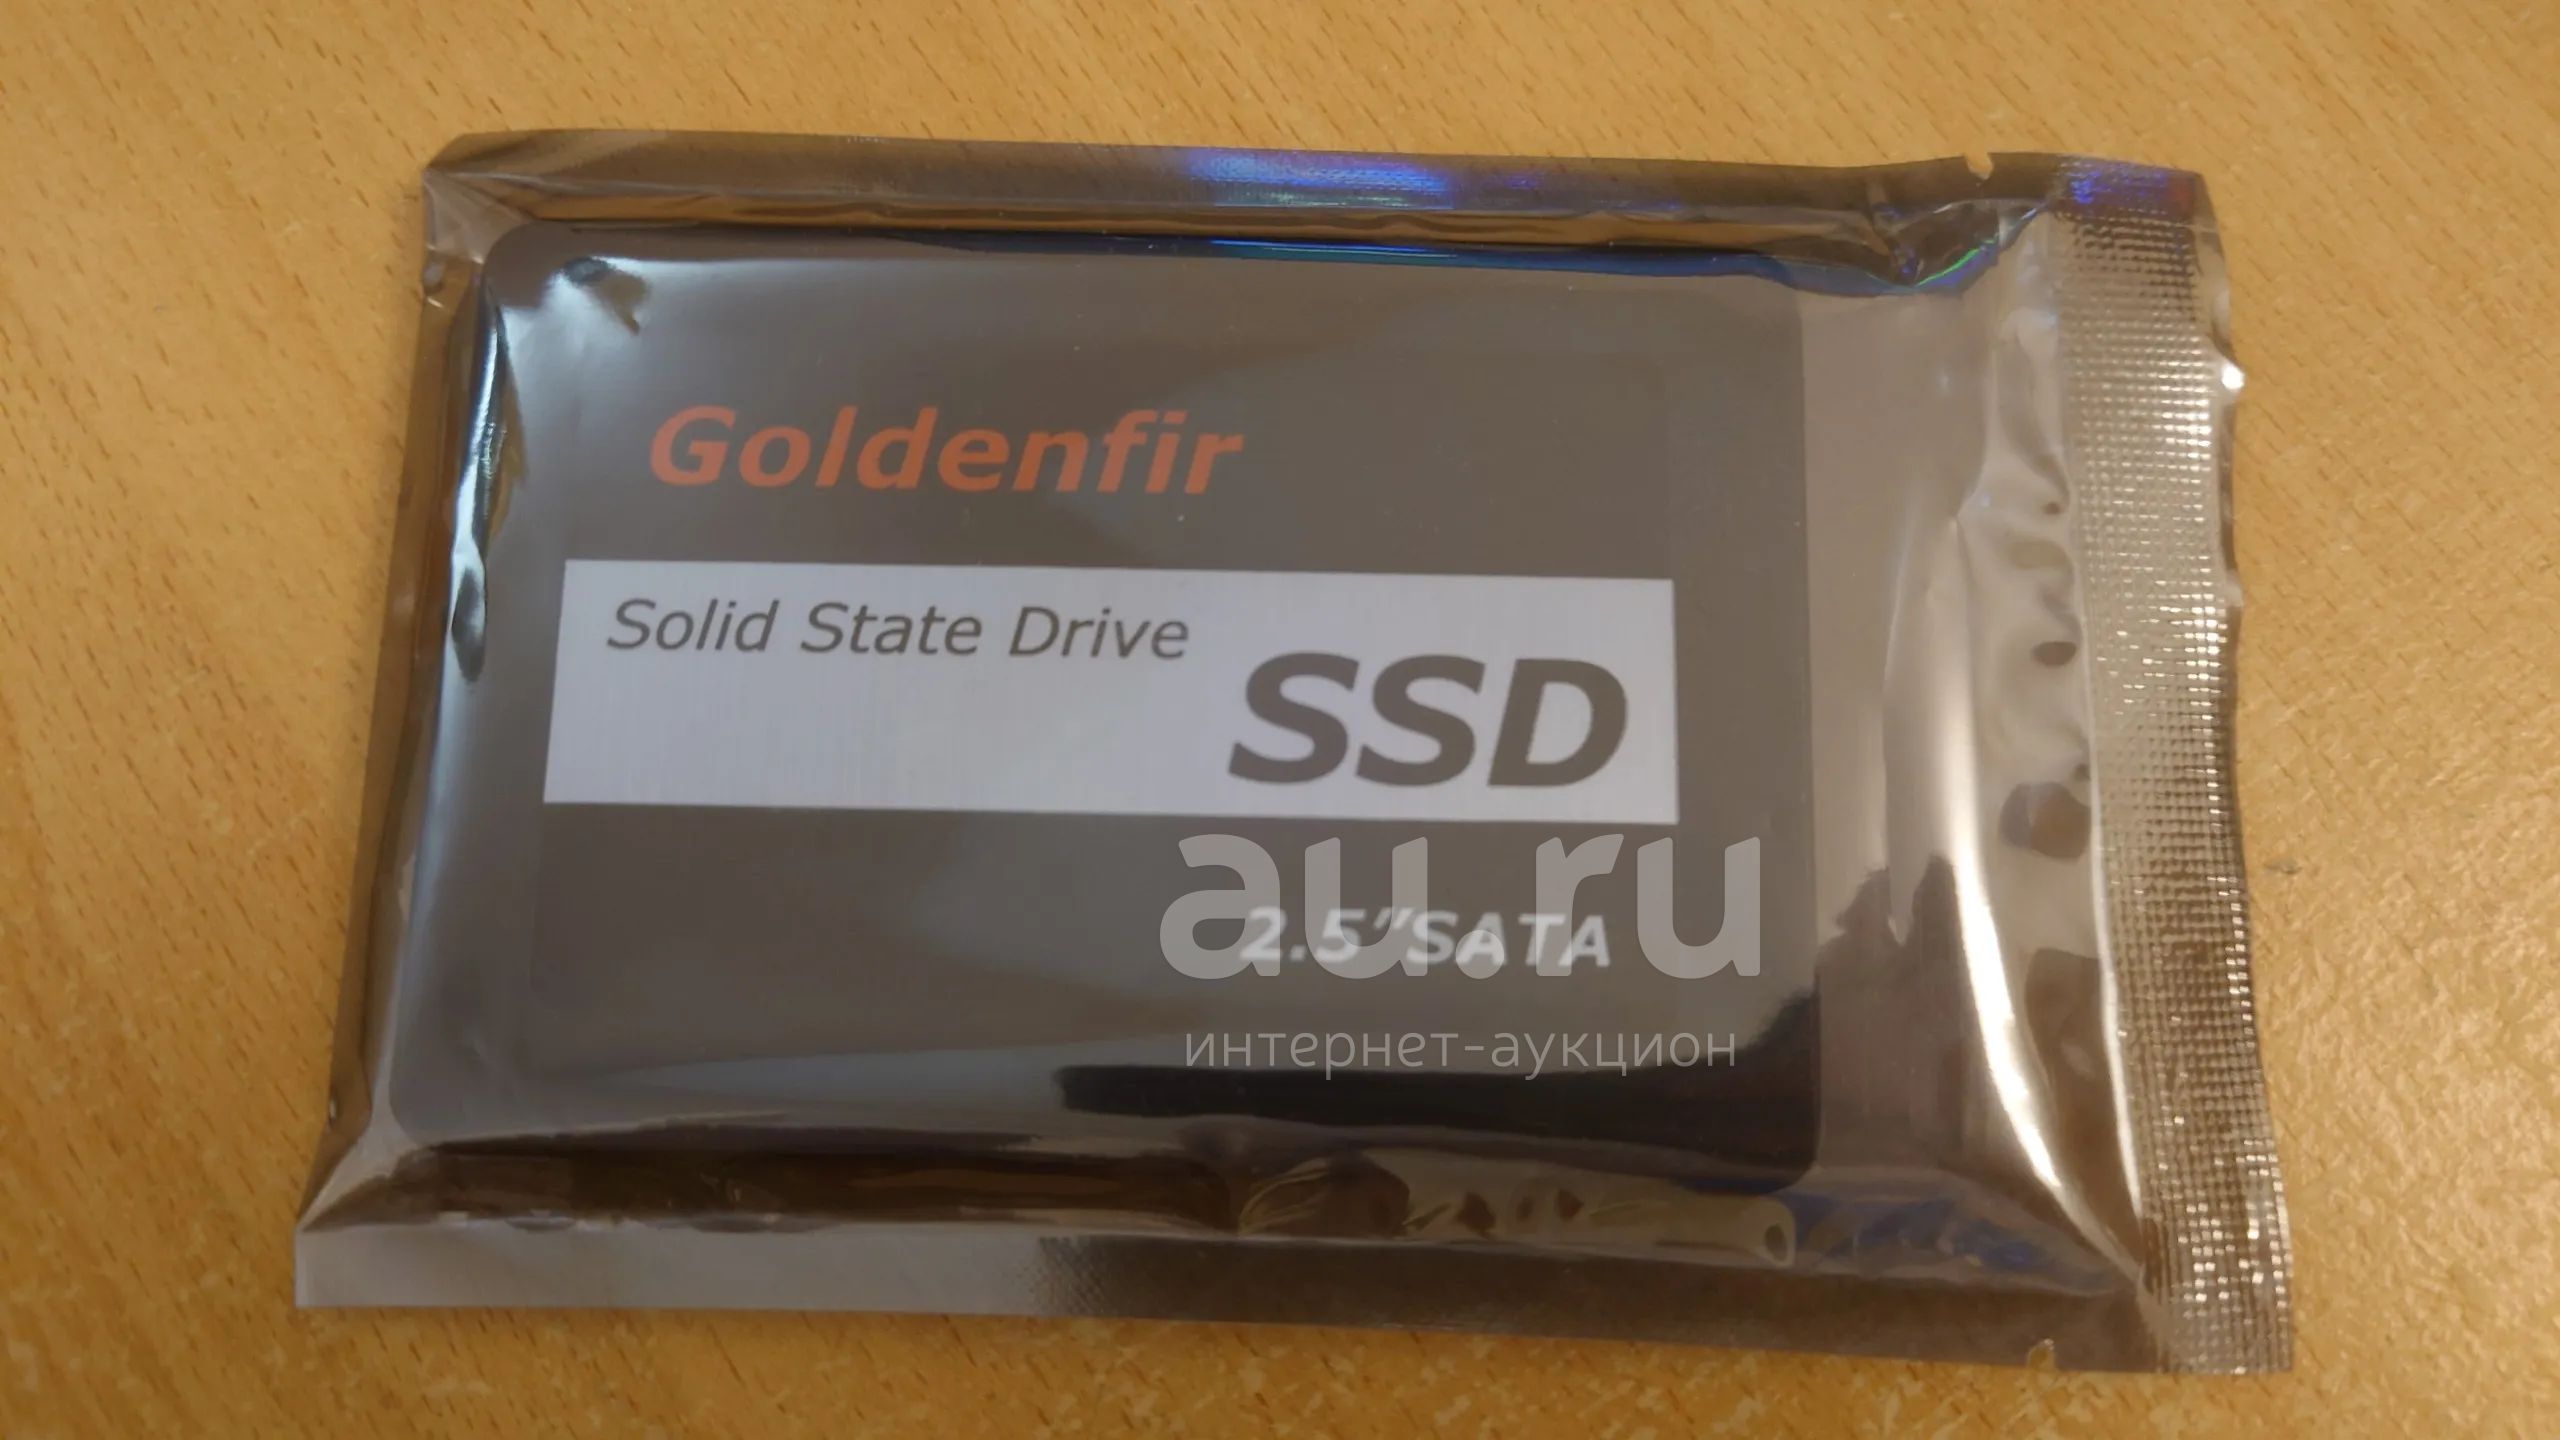 Goldenfir
Solid State Drive
SSD
2.5"SATA
au.ru
интернет-аукцион